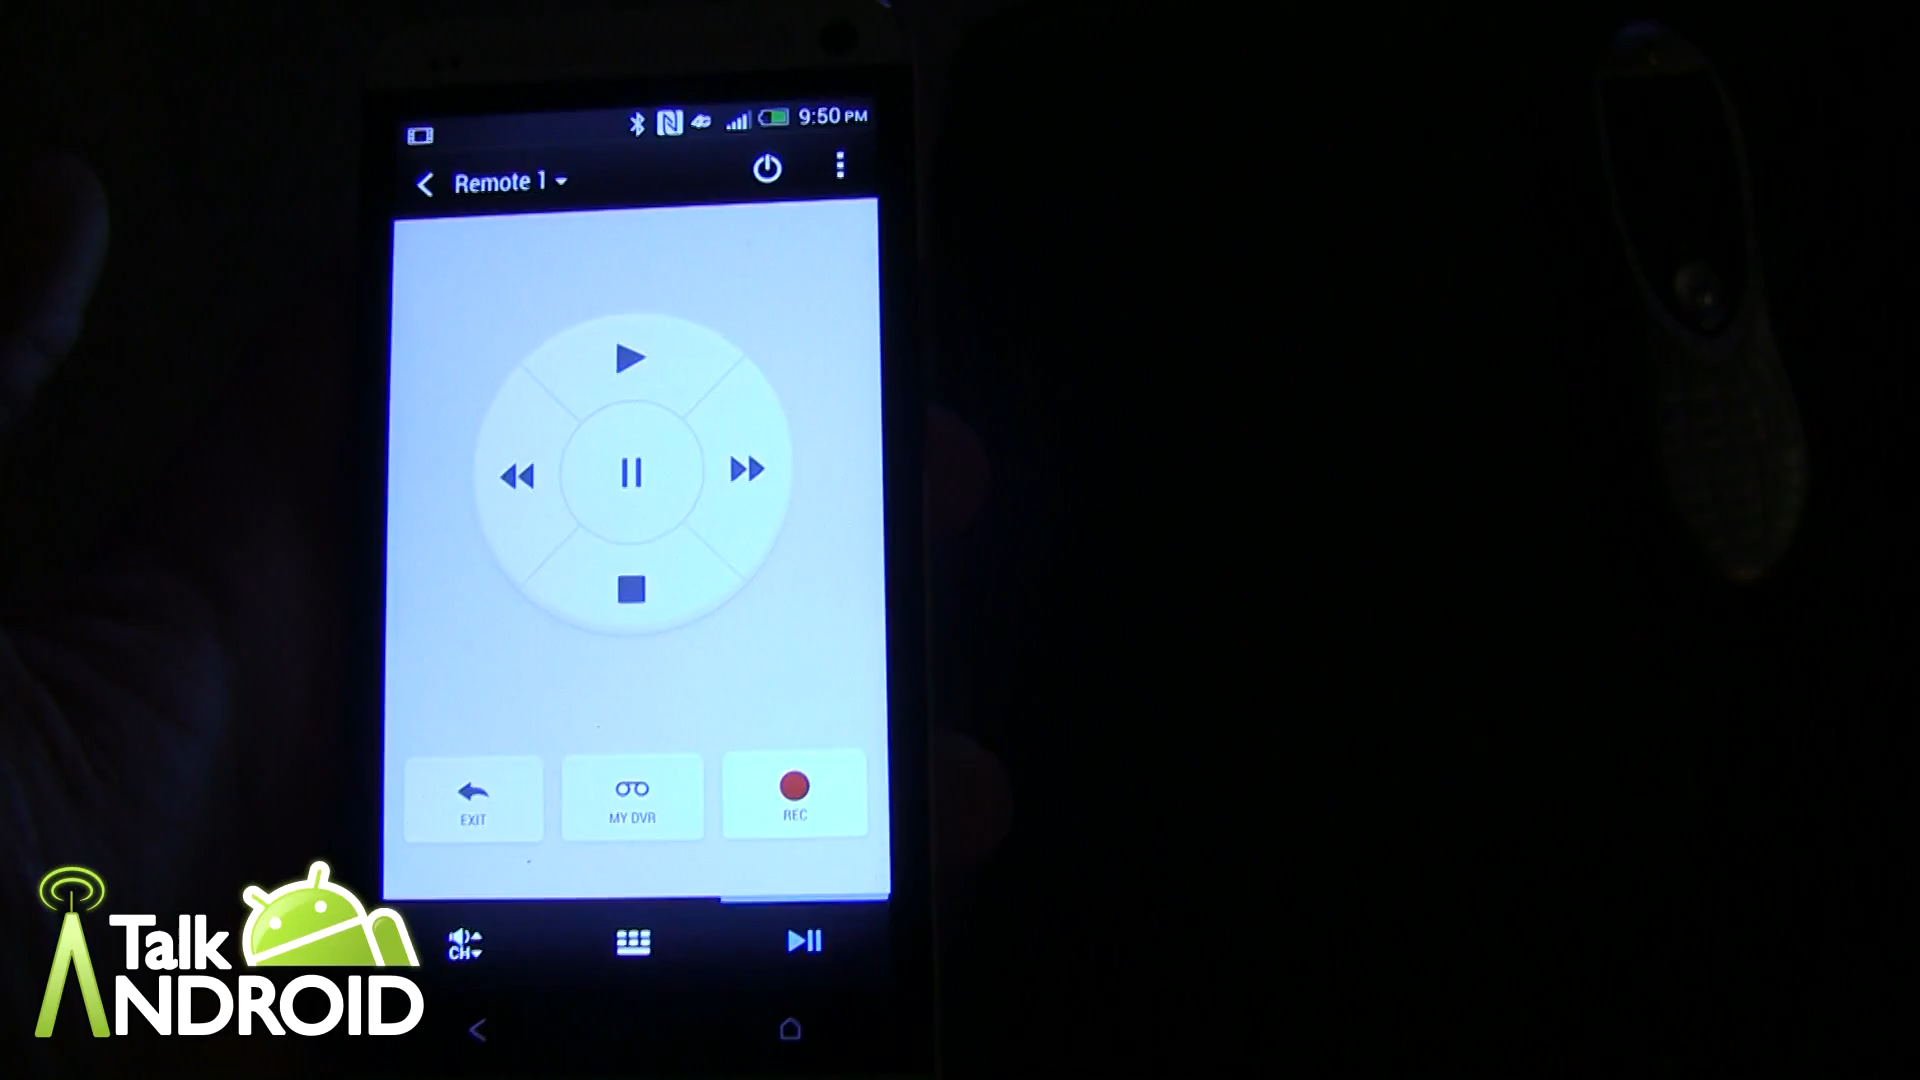 9:50 PM
Remote 1
EXIT
MY DVR
REC
CH
Talk
ANDROID